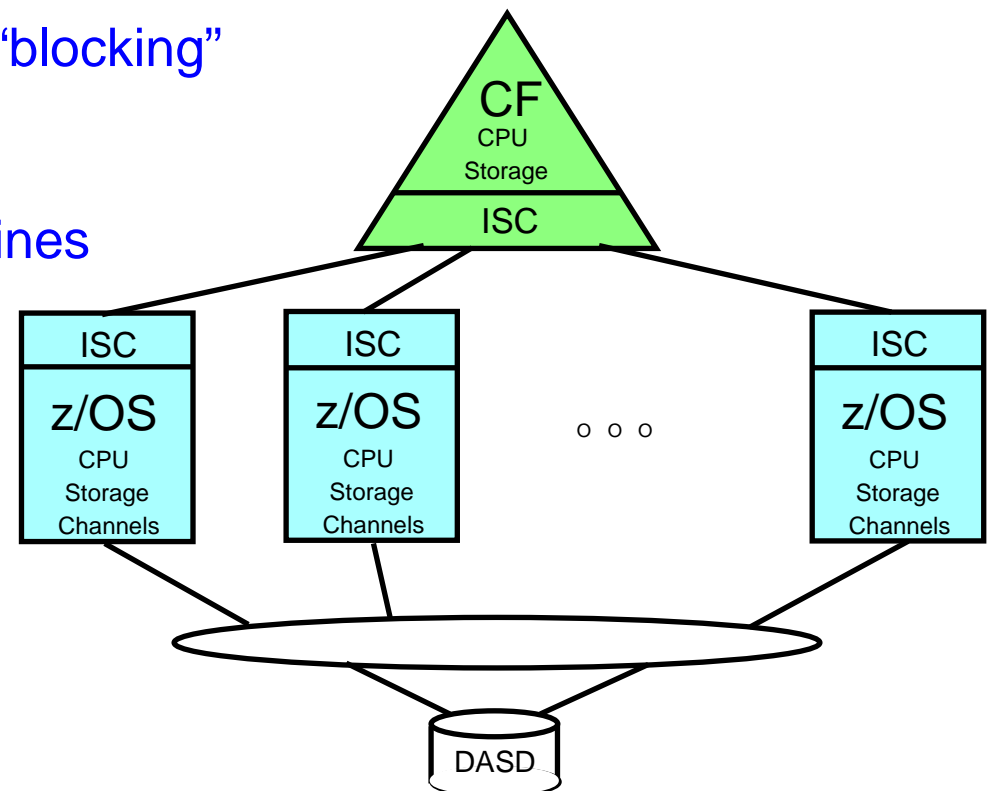 “blocking”
CF
CPU
Storage
ISC
ines
ISC
z/OS
CPU
Storage
Channels
ISC
z/OS
CPU
Storage
Channels
o o o
ISC
z/OS
CPU
Storage
Channels
DASD